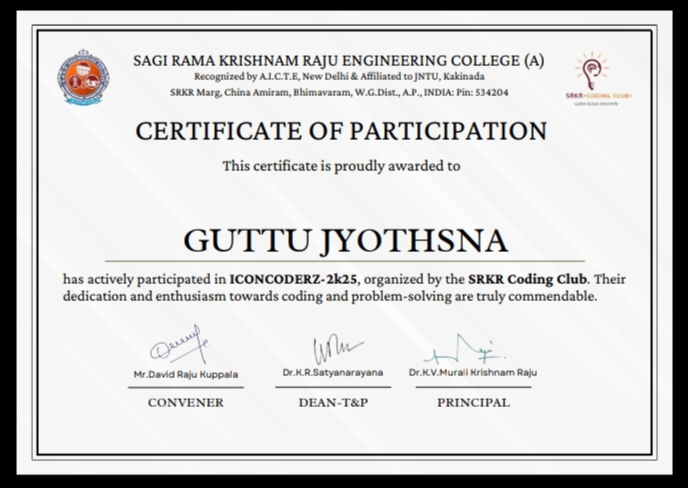 SAGI RAMA KRISHNAM RAJU ENGINEERING COLLEGE (A)
Recognized by A.I.C.T.E, New Delhi & Affiliated to JNTU, Kakinada
SRKR Marg, China Amiram, Bhimavaram, W.G.Dist., A.P., INDIA: Pin: 534204
SRKR•CODING CLUB•
CERTIFICATE OF PARTICIPATION
This certificate is proudly awarded to
GUTTU JYOTHSNA
has actively participated in ICONCODERZ-2k25, organized by the SRKR Coding Club. Their
dedication and enthusiasm towards coding and problem-solving are truly commendable.
Mr.David Raju Kuppala
Dr.K.R.Satyanarayana
Dr.K.V.Murali Krishnam Raju
CONVENER
DEAN-T&P
PRINCIPAL